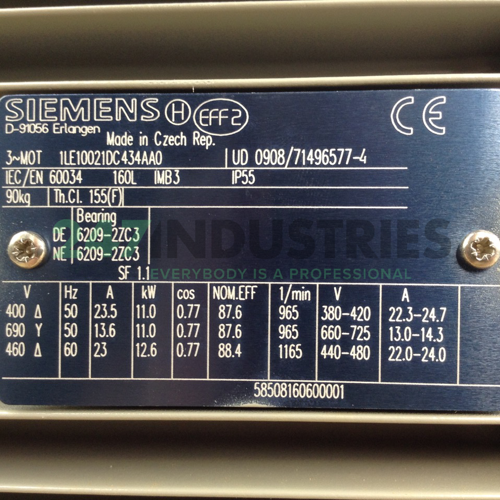 SIEMENS H EFF2 CE
D-91056 Erlangen
Made in Czech Rep.
3~MOT 1LE10021DC434AA0 UD 0908/71496577-4
IEC/EN 60034 160L IMB3 IP55
90kg Th.Cl. 155(F)
Bearing
DE 6209-2ZC3
NE 6209-2ZC3
SF 1.1
INDUSTRIES
EVERYBODY IS A PREDATOR
V Hz A kW cos NOM.EFF 1/min V A
400 Δ 50 23.5 11.0 0.77 87.6 965 380-420 22.3-24.7
690 Y 50 13.6 11.0 0.77 87.6 965 660-725 13.0-14.3
460 Δ 60 23 12.6 0.77 88.4 1165 440-480 22.0-24.0
58508160600001